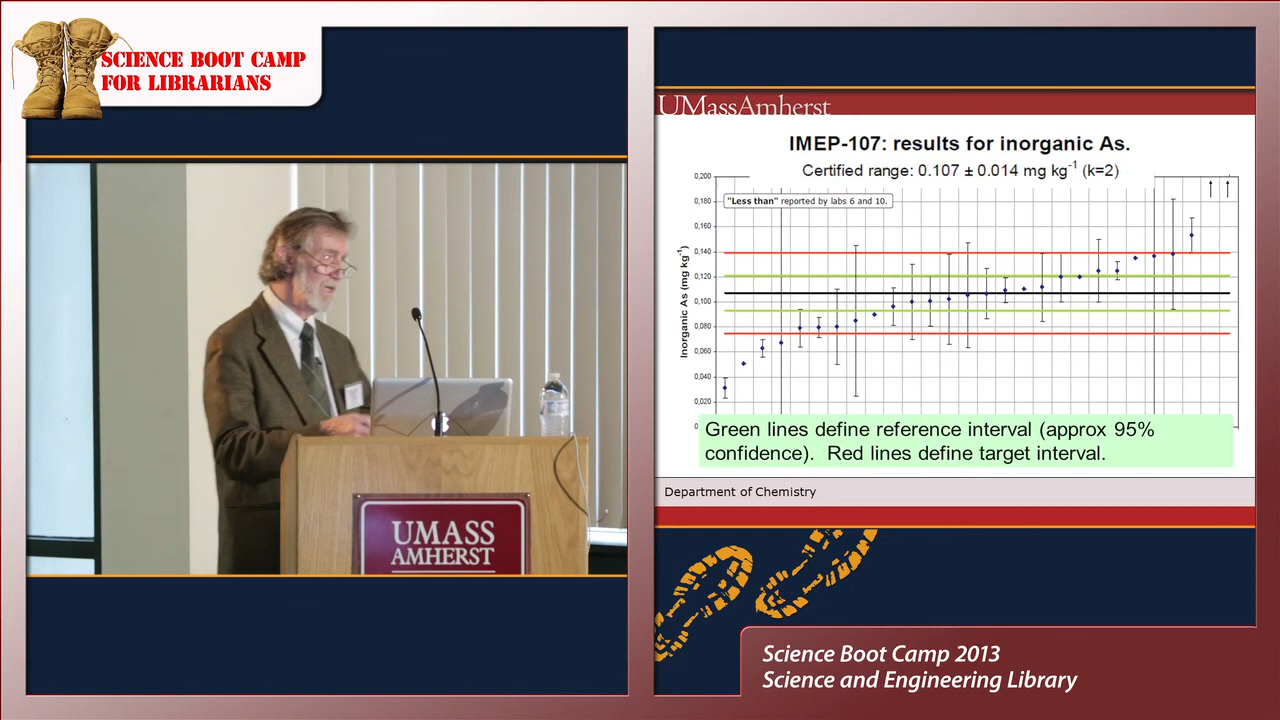 SCIENCE BOOT CAMP
FOR LIBRARIANS
UMASS
AMHERST
UMassAmherst
IMEP-107: results for inorganic As.
Certified range: 0.107 ± 0.014 mg kg-1 (k=2)
"Less than" reported by labs 6 and 10.
Inorganic As (mg kg-1)
0,200
0,180
0,160
0,140
0,120
0,100
0,080
0,060
0,040
0,020
Green lines define reference interval (approx 95%
confidence). Red lines define target interval.
Department of Chemistry
Science Boot Camp 2013
Science and Engineering Library